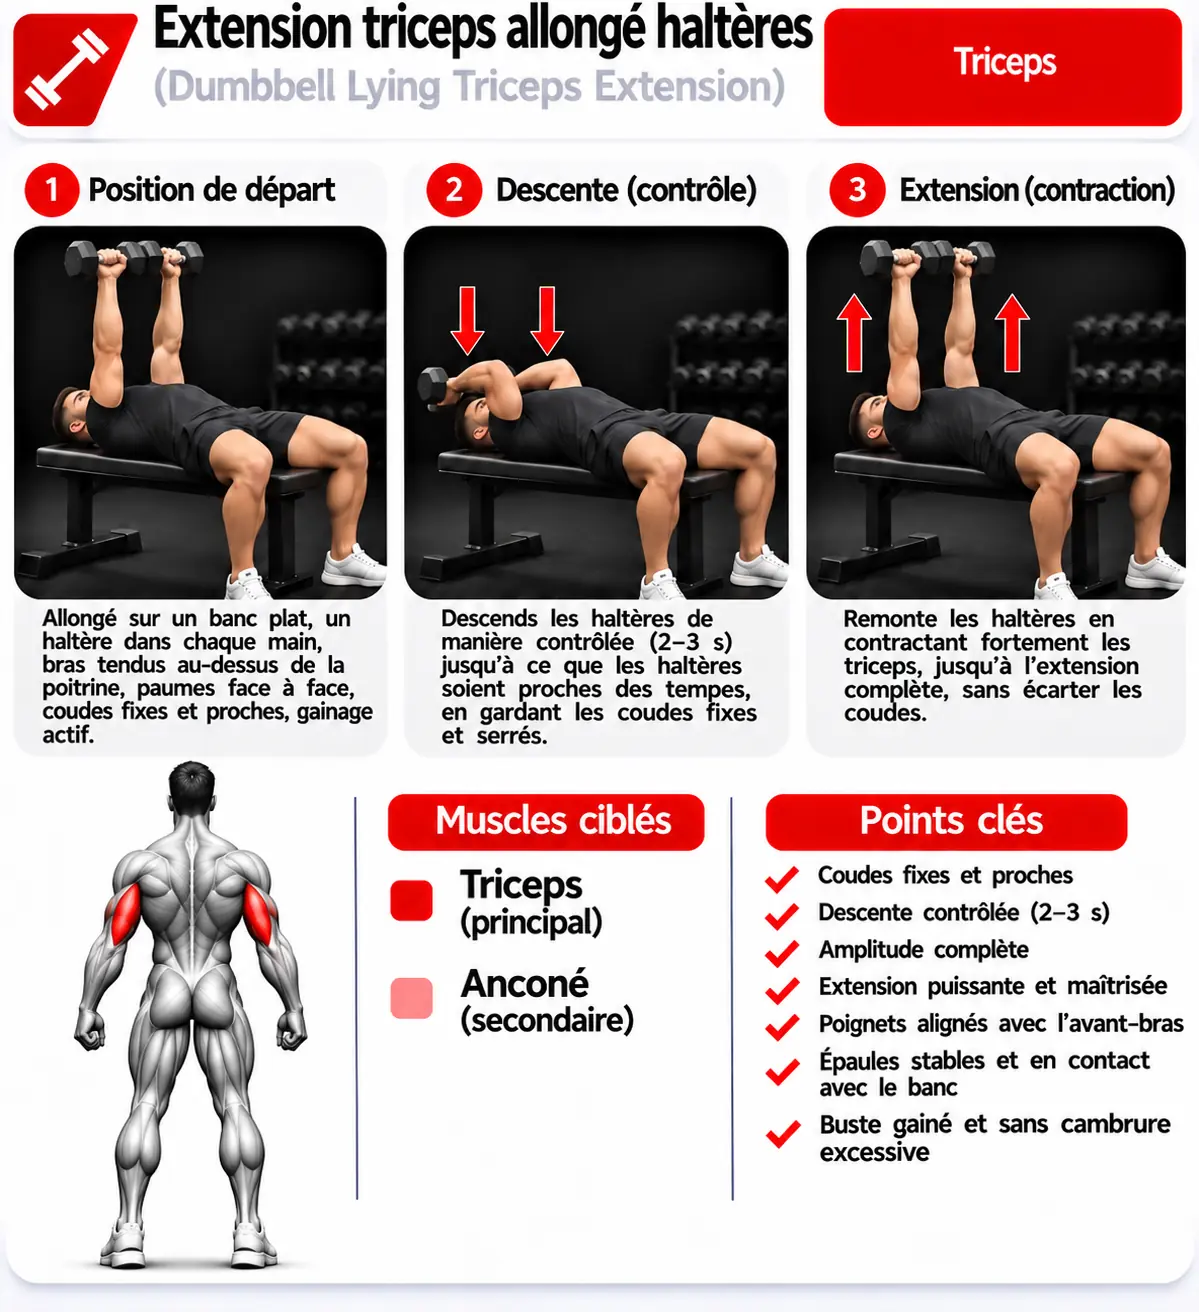 Extension triceps allongé haltères
(Dumbbell Lying Triceps Extension)
Triceps
1 Position de départ
Allongé sur un banc plat, un
haltère dans chaque main,
bras tendus au-dessus de la
poitrine, paumes face à face,
coudes fixes et proches, gainage
actif.
2 Descente (contrôle)
Descends les haltères de
manière contrôlée (2–3 s)
jusqu'à ce que les haltères
soient proches des tempes,
en gardant les coudes fixes
et serrés.
3 Extension (contraction)
Remonte les haltères en
contractant fortement les
triceps, jusqu'à l'extension
complète, sans écarter les
coudes.
Muscles ciblés
Triceps
(principal)
Anconé
(secondaire)
Points clés
Coudes fixes et proches
Descente contrôlée (2–3 s)
Amplitude complète
Extension puissante et maîtrisée
Poignets alignés avec l'avant-bras
Épaules stables et en contact
avec le banc
Buste gainé et sans cambrure
excessive